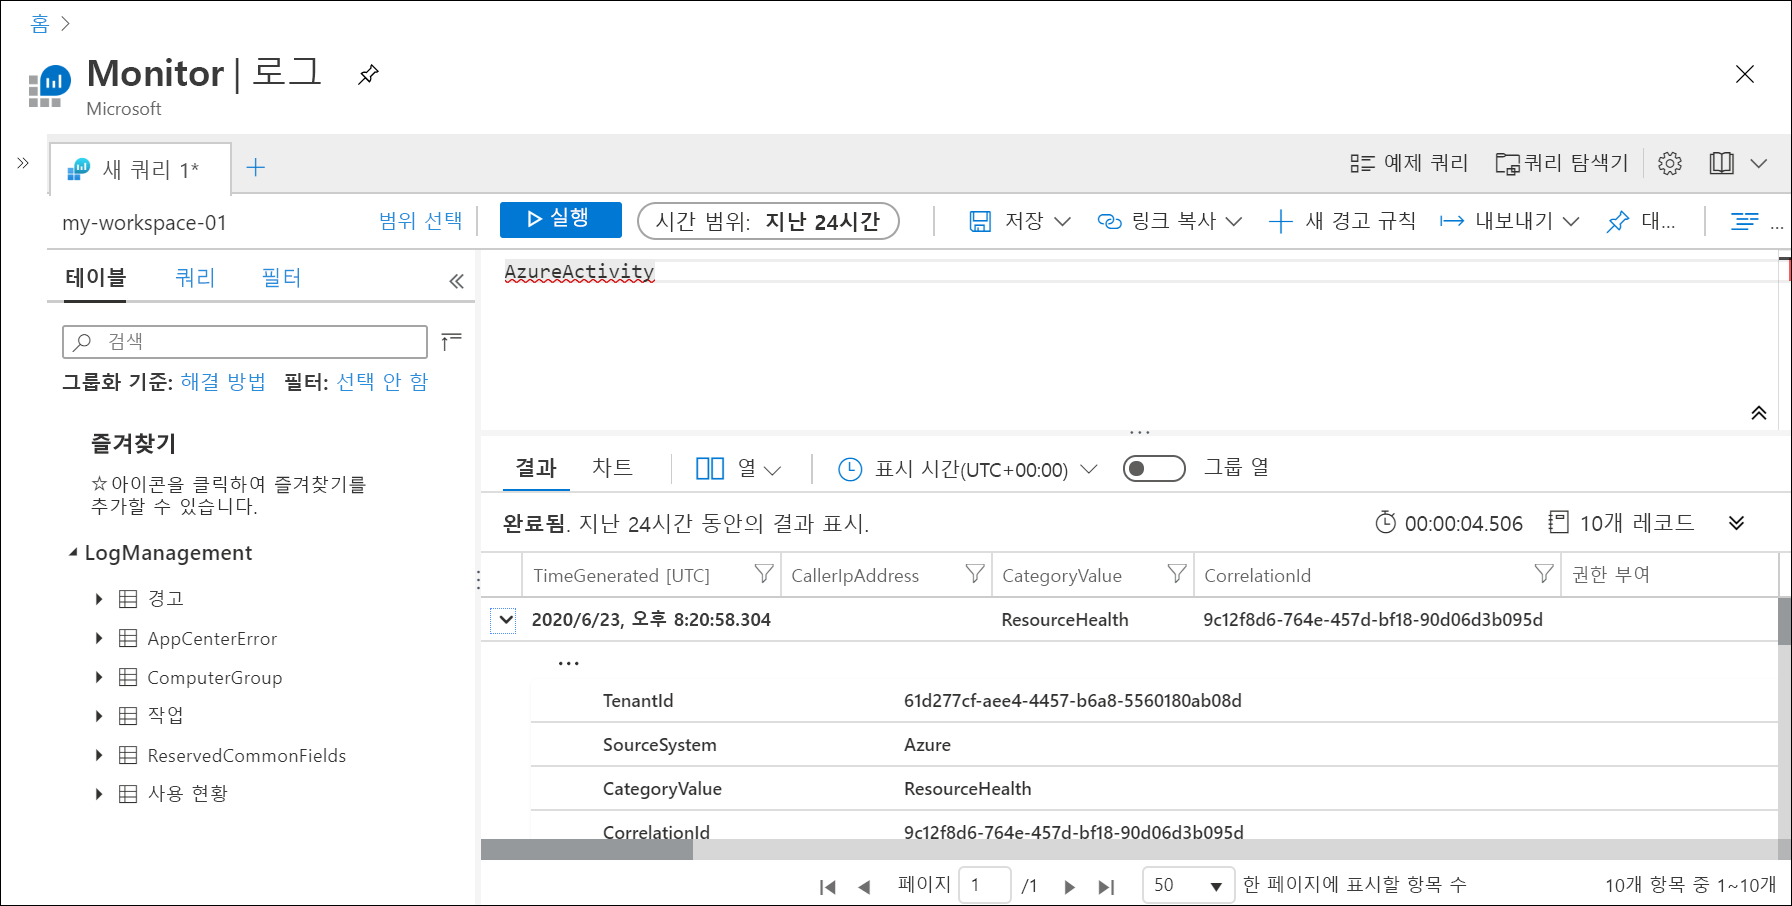 홈
Monitor | 로그
Microsoft
새 쿼리 1*
예제 쿼리 쿼리 탐색기
my-workspace-01 범위 선택 실행 시간 범위: 지난 24시간 저장 링크 복사 새 경고 규칙 내보내기 대... ...
테이블 쿼리 필터
AzureActivity
검색
그룹화 기준: 해결 방법 필터: 선택 안 함
즐겨찾기
☆아이콘을 클릭하여 즐겨찾기를
추가할 수 있습니다.
LogManagement
경고
AppCenterError
ComputerGroup
작업
ReservedCommonFields
사용 현황
결과 차트 열 표시 시간(UTC+00:00) 그룹 열
완료됨. 지난 24시간 동안의 결과 표시. 00:00:04.506 10개 레코드
TimeGenerated [UTC] CallerIpAddress CategoryValue CorrelationId 권한 부여
2020/6/23, 오후 8:20:58.304 ResourceHealth 9c12f8d6-764e-457d-bf18-90d06d3b095d
...
TenantId 61d277cf-aee4-4457-b6a8-5560180ab08d
SourceSystem Azure
CategoryValue ResourceHealth
CorrelationId 9c12f8d6-764e-457d-bf18-90d06d3b095d
페이지 1 /1 50 한 페이지에 표시할 항목 수 10개 항목 중 1~10개